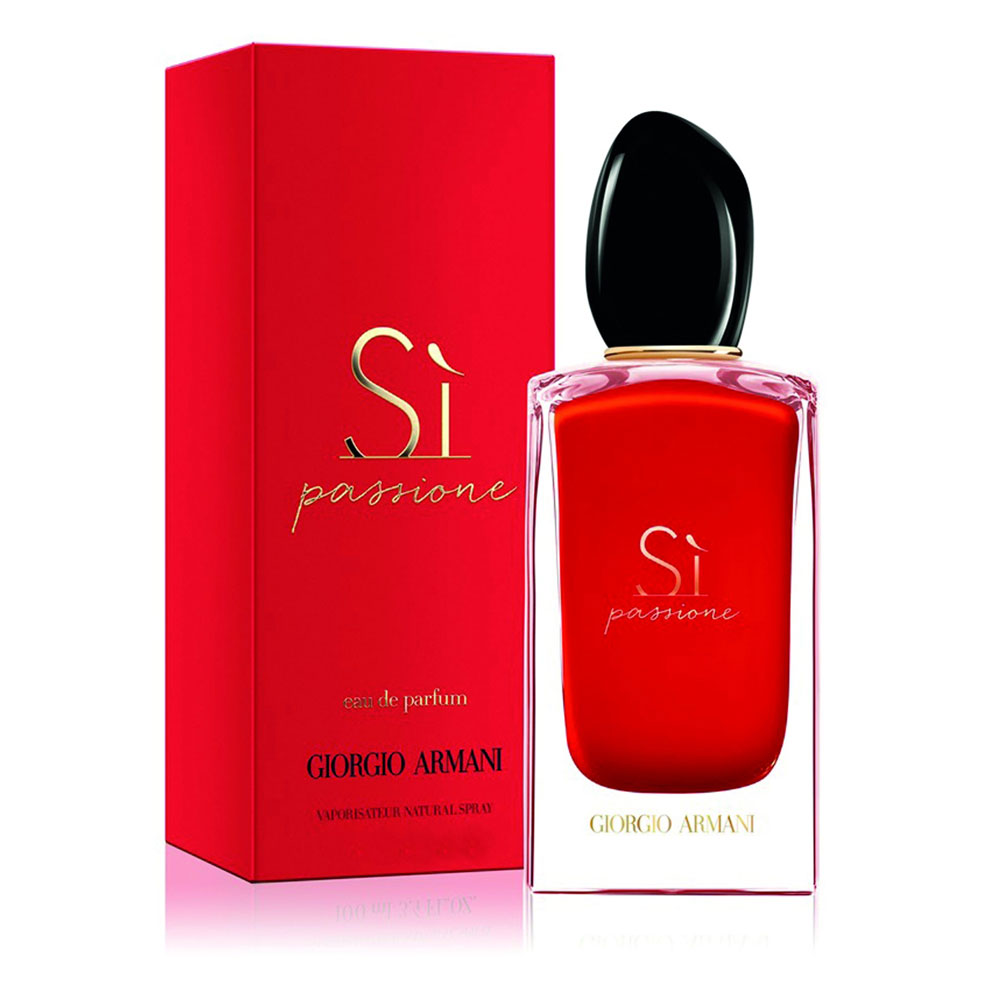 Sì
passione
eau de parfum
GIORGIO ARMANI
VAPORISATEUR NATURAL SPRAY
Sì
passione
GIORGIO ARMANI